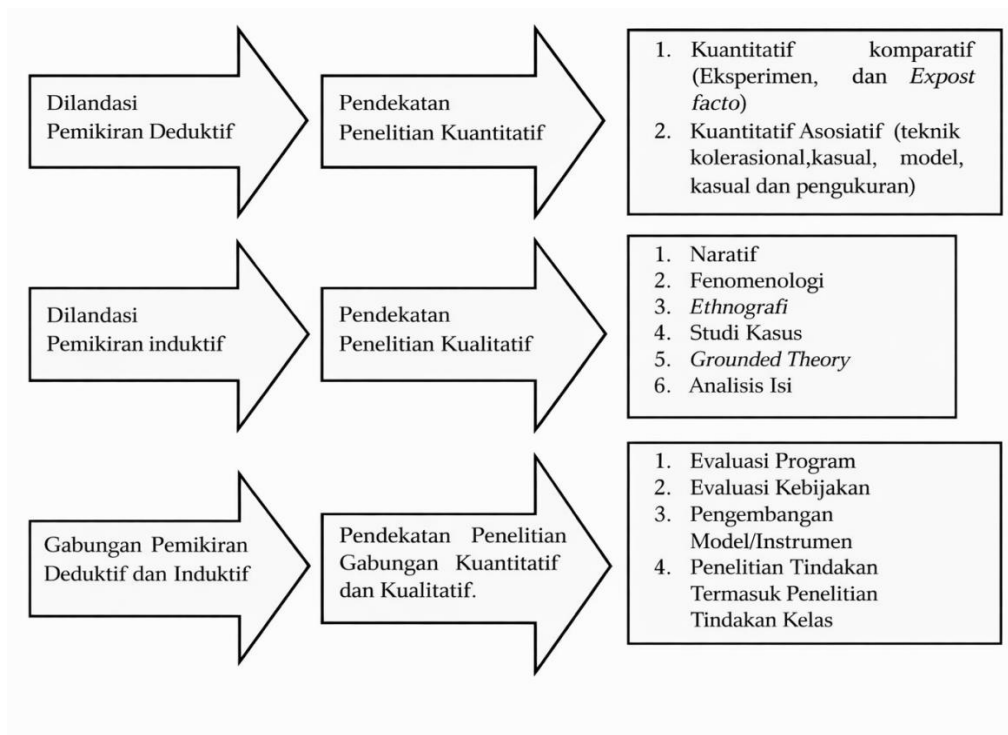 Dilandasi
Pemikiran Deduktif
Pendekatan
Penelitian Kuantitatif
1. Kuantitatif komparatif
(Eksperimen, dan Expost
facto)
2. Kuantitatif Asosiatif (teknik
kolerasional,kasual, model,
kasual dan pengukuran)
Dilandasi
Pemikiran induktif
Pendekatan
Penelitian Kualitatif
1. Naratif
2. Fenomenologi
3. Ethnografi
4. Studi Kasus
5. Grounded Theory
6. Analisis Isi
Gabungan Pemikiran
Deduktif dan Induktif
Pendekatan Penelitian
Gabungan Kuantitatif
dan Kualitatif.
1. Evaluasi Program
2. Evaluasi Kebijakan
3. Pengembangan
Model/Instrumen
4. Penelitian Tindakan
Termasuk Penelitian
Tindakan Kelas